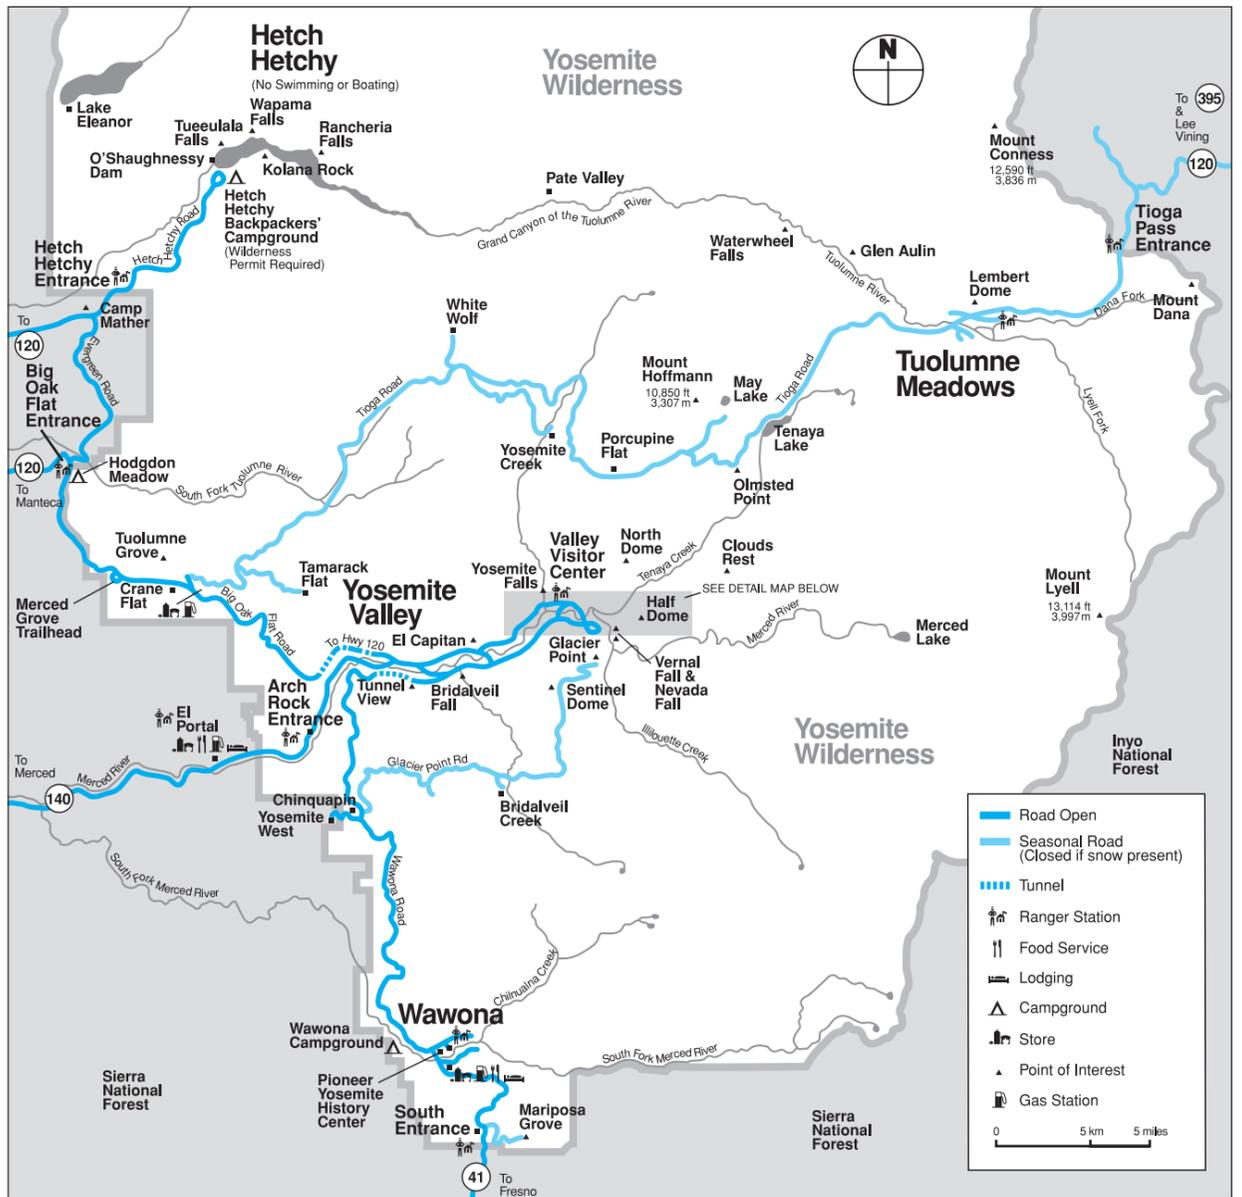 Hetch
Hetchy
(No Swimming or Boating)
Yosemite
Wilderness
N
To
&
Lee
Vining
395
120
Lake
Eleanor
Wapama
Falls
Tueeulala
Falls
Rancheria
Falls
O'Shaughnessy
Dam
Kolana Rock
Mount
Conness
12,590 ft
3,836 m
Pate Valley
Grand Canyon of the Tuolumne River
Hetch
Hetchy
Backpackers'
Campground
(Wilderness
Permit Required)
Hetch Hetchy Road
Hetch
Hetchy
Entrance
Tioga
Pass
Entrance
Waterwheel
Falls
Glen Aulin
Tuolumne River
Lembert
Dome
Dana Fork
Mount
Dana
Camp
Mather
To
120
White
Wolf
Evergreen Road
Big
Oak
Flat
Entrance
Tuolumne
Meadows
Mount
Hoffmann
10,850 ft
3,307 m
May
Lake
Tioga Road
Tioga Road
Lyell Fork
Tenaya
Lake
Yosemite
Creek
Porcupine
Flat
Olmsted
Point
120
To
Manteca
Hodgdon
Meadow
South Fork Tuolumne River
Tuolumne
Grove
Valley
Visitor
Center
North
Dome
Clouds
Rest
Tenaya Creek
Yosemite
Falls
Tamarack
Flat
Yosemite
Valley
Crane
Flat
Merced
Grove
Trailhead
Big Oak
Flat Road
SEE DETAIL MAP BELOW
Half
Dome
Mount
Lyell
13,114 ft
3,997 m
Merced River
Merced
Lake
To Hwy 120
El Capitan
Glacier
Point
Vernal
Fall &
Nevada
Fall
Arch
Rock
Entrance
Tunnel
View
Bridalveil
Fall
Sentinel
Dome
El
Portal
Illilouette Creek
Yosemite
Wilderness
Inyo
National
Forest
To
Merced
140
Merced River
Glacier Point Rd
Chinquapin
Yosemite
West
Bridalveil
Creek
South Fork Merced River
Wawona Road
Chilnualna Creek
Wawona
Wawona
Campground
South Fork Merced River
Pioneer
Yosemite
History
Center
South
Entrance
Mariposa
Grove
Sierra
National
Forest
Sierra
National
Forest
41
To
Fresno
Road Open
Seasonal Road
(Closed if snow present)
Tunnel
Ranger Station
Food Service
Lodging
Campground
Store
Point of Interest
Gas Station
0 5 km 5 miles